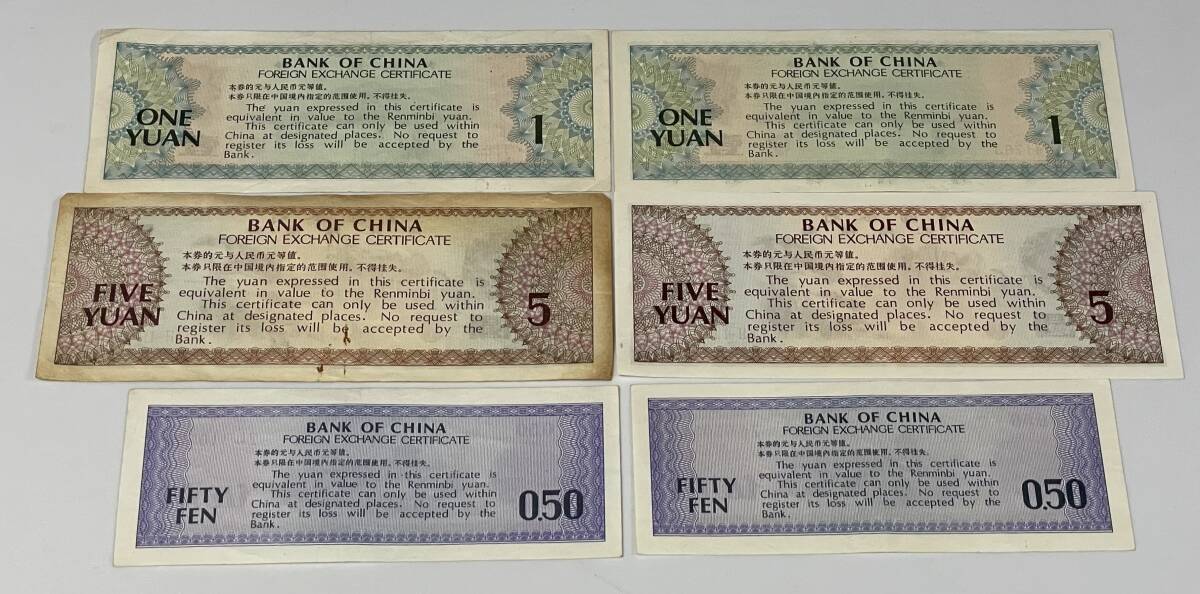 BANK OF CHINA
FOREIGN EXCHANGE CERTIFICATE
本券的元与人民币元等值。
本券只限在中国境内指定的范围使用。不得挂失。
The yuan expressed in this certificate is
equivalent in value to the Renminbi yuan.
This certificate can only be used within
China at designated places. No request to
register its loss will be accepted by the
Bank.
ONE
YUAN
1
BANK OF CHINA
FOREIGN EXCHANGE CERTIFICATE
本券的元与人民币元等值。
本券只限在中国境内指定的范围使用。不得挂失。
The yuan expressed in this certificate is
equivalent in value to the Renminbi yuan.
This certificate can only be used within
China at designated places. No request to
register its loss will be accepted by the
Bank.
ONE
YUAN
1
BANK OF CHINA
FOREIGN EXCHANGE CERTIFICATE
本券的元与人民币元等值。
本券只限在中国境内指定的范围使用。不得挂失。
The yuan expressed in this certificate is
equivalent in value to the Renminbi yuan.
This certificate can only be used within
China at designated places. No request to
register its loss will be accepted by the
Bank.
FIVE
YUAN
5
BANK OF CHINA
FOREIGN EXCHANGE CERTIFICATE
本券的元与人民币元等值。
本券只限在中国境内指定的范围使用。不得挂失。
The yuan expressed in this certificate is
equivalent in value to the Renminbi yuan.
This certificate can only be used within
China at designated places. No request to
register its loss will be accepted by the
Bank.
FIVE
YUAN
5
BANK OF CHINA
FOREIGN EXCHANGE CERTIFICATE
本券的元与人民币元等值。
本券只限在中国境内指定的范围使用。不得挂失。
The yuan expressed in this certificate is
equivalent in value to the Renminbi yuan.
This certificate can only be used within
China at designated places. No request to
register its loss will be accepted by the
Bank.
FIFTY
FEN
0.50
BANK OF CHINA
FOREIGN EXCHANGE CERTIFICATE
本券的元与人民币元等值。
本券只限在中国境内指定的范围使用。不得挂失。
The yuan expressed in this certificate is
equivalent in value to the Renminbi yuan.
This certificate can only be used within
China at designated places. No request to
register its loss will be accepted by the
Bank.
FIFTY
FEN
0.50